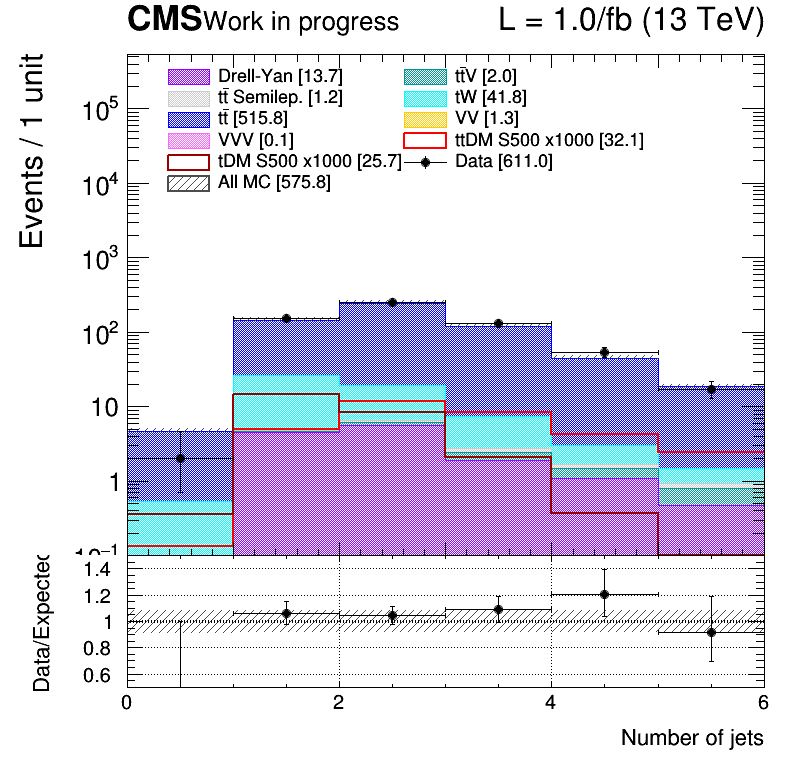 CMS Work in progress L = 1.0/fb (13 TeV)
Events / 1 unit
Drell-Yan [13.7] tt̄V [2.0]
tt̄ Semilep. [1.2] tW [41.8]
tt̄ [515.8] VV [1.3]
VVV [0.1] ttDM S500 x1000 [32.1]
tDM S500 x1000 [25.7] Data [611.0]
All MC [575.8]
10⁵
10⁴
10³
10²
10
1
10⁻¹
Data/Expected
1.4
1.2
1
0.8
0.6
0 2 4 6
Number of jets